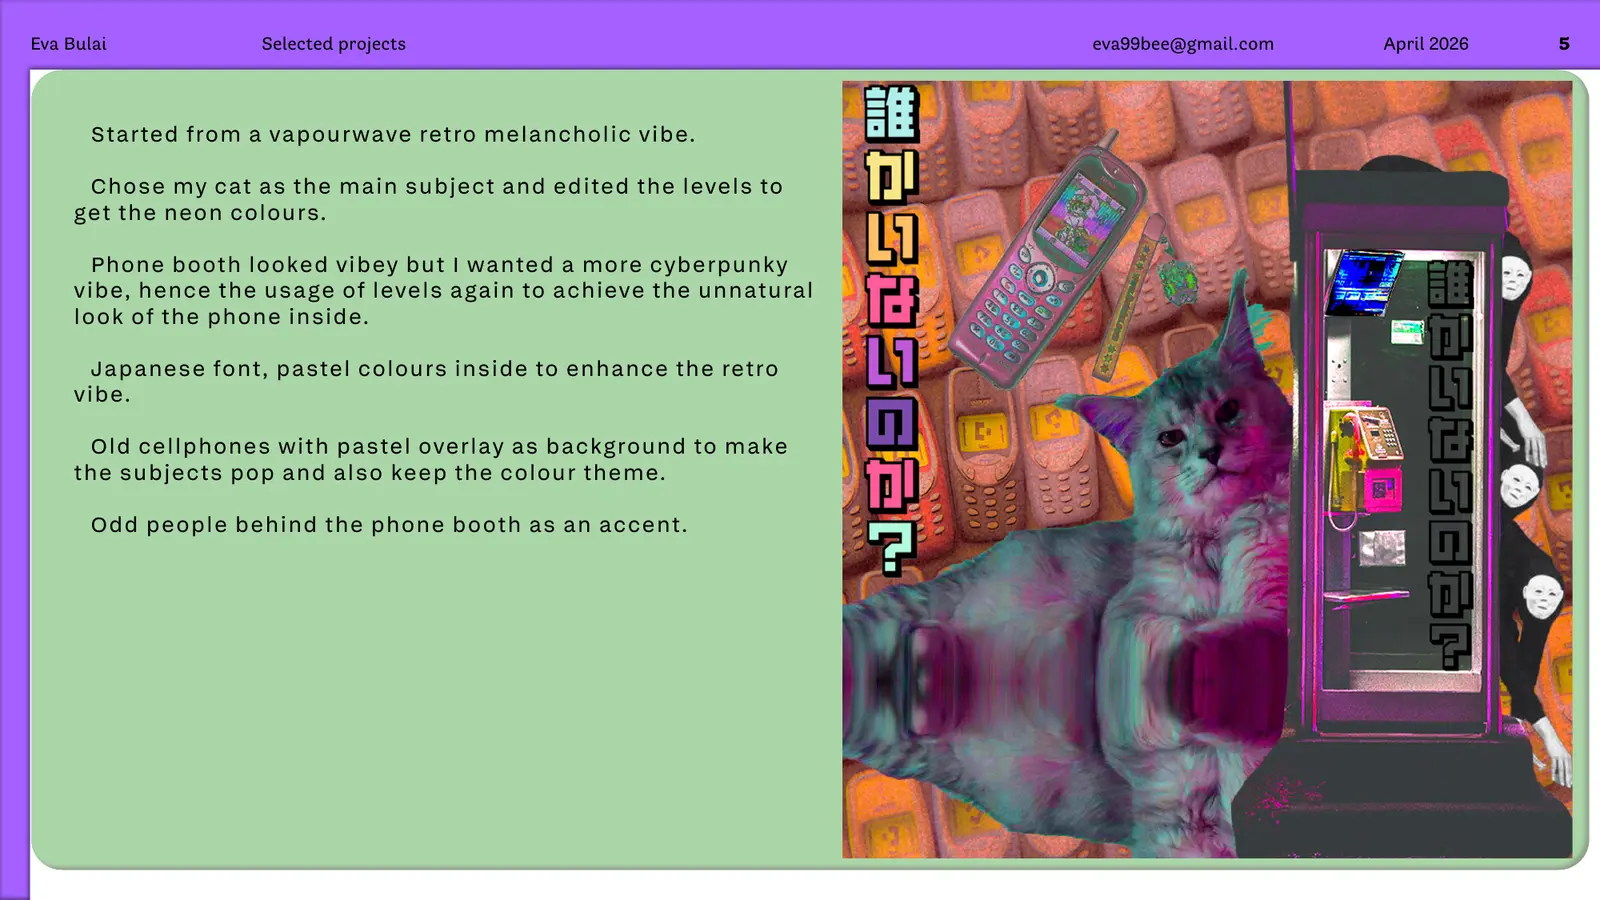 Eva Bulai
Selected projects
eva99bee@gmail.com
April 2026
5
Started from a vapourwave retro melancholic vibe.
Chose my cat as the main subject and edited the levels to
get the neon colours.
Phone booth looked vibey but I wanted a more cyberpunky
vibe, hence the usage of levels again to achieve the unnatural
look of the phone inside.
Japanese font, pastel colours inside to enhance the retro
vibe.
Old cellphones with pastel overlay as background to make
the subjects pop and also keep the colour theme.
Odd people behind the phone booth as an accent.
誰かいないのか?
誰かいないのか?